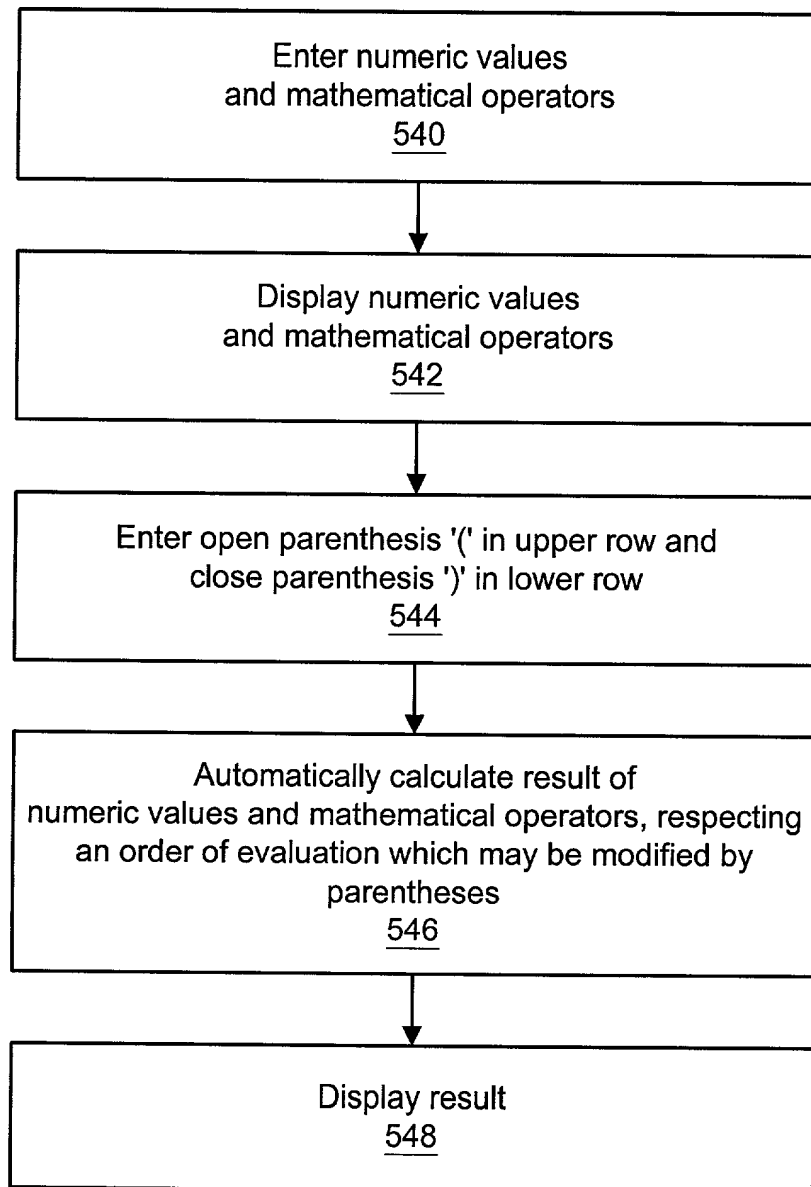 Enter numeric values
and mathematical operators
540
Display numeric values
and mathematical operators
542
Enter open parenthesis '(' in upper row and
close parenthesis ')' in lower row
544
Automatically calculate result of
numeric values and mathematical operators, respecting
an order of evaluation which may be modified by
parentheses
546
Display result
548